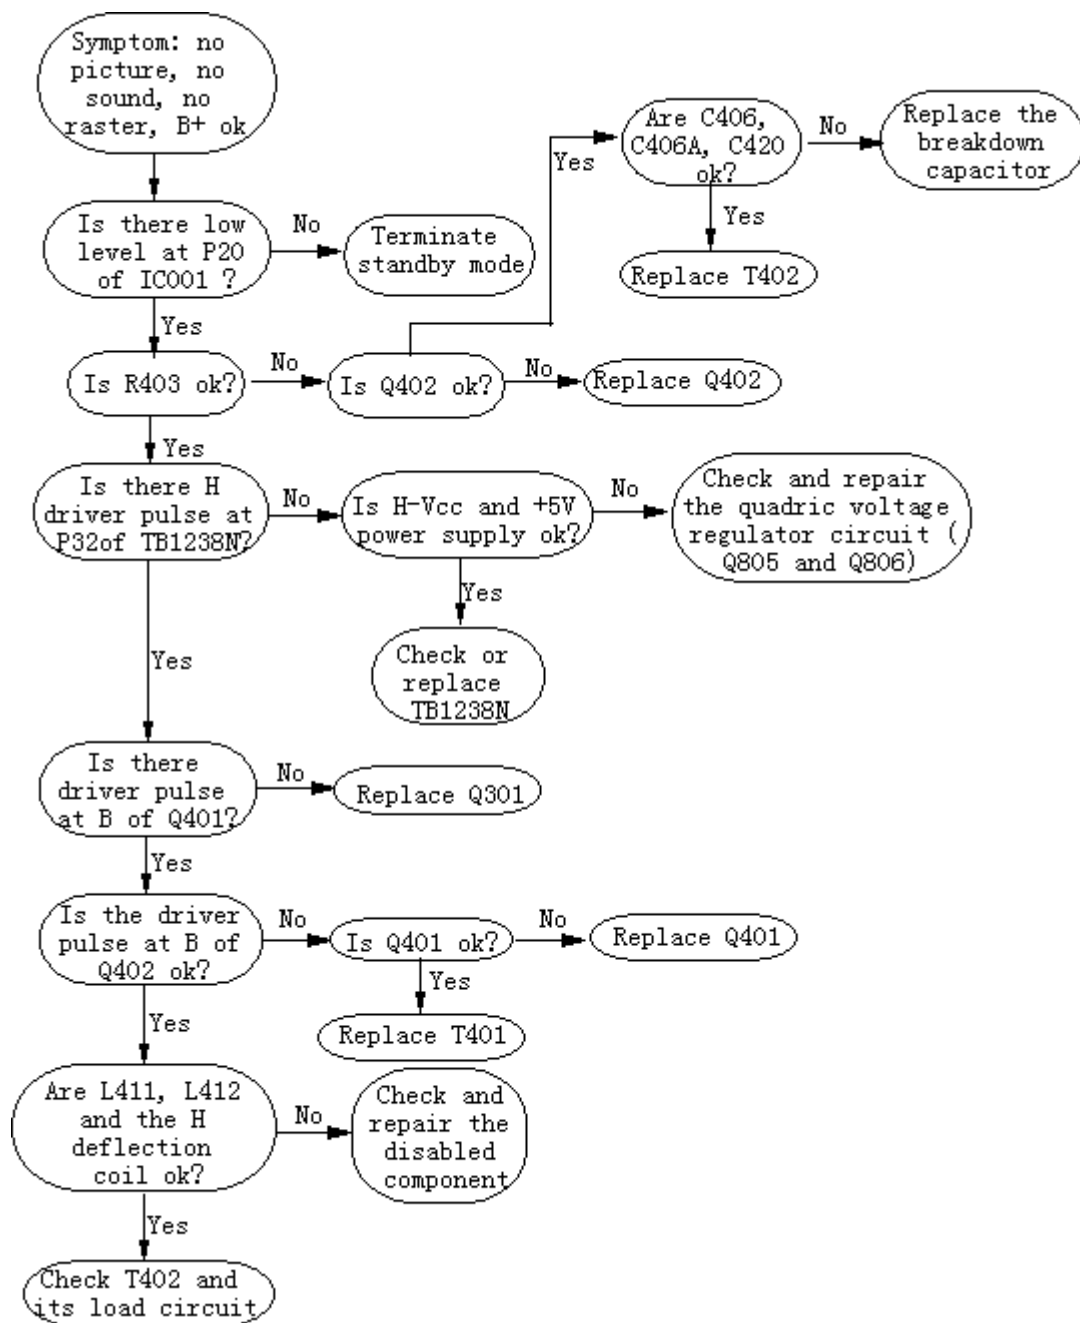 Symptom: no
picture, no
sound, no
raster, B+ ok
Are C406,
C406A, C420
ok?
No
Replace the
breakdown
capacitor
Yes
Yes
Is there low
level at P20
of IC001 ?
No
Terminate
standby mode
Replace T402
Yes
Is R403 ok?
No
Is Q402 ok?
No
Replace Q402
Yes
Is there H
driver pulse at
P32of TB1238N?
No
Is H-Vcc and +5V
power supply ok?
No
Check and repair
the quadric voltage
regulator circuit (
Q805 and Q806)
Yes
Check or
replace
TB1238N
Yes
Is there
driver pulse
at B of Q401?
No
Replace Q301
Yes
Is the driver
pulse at B of
Q402 ok?
No
Is Q401 ok?
No
Replace Q401
Yes
Replace T401
Yes
Are L411, L412
and the H
deflection
coil ok?
No
Check and
repair the
disabled
component
Yes
Check T402 and
its load circuit